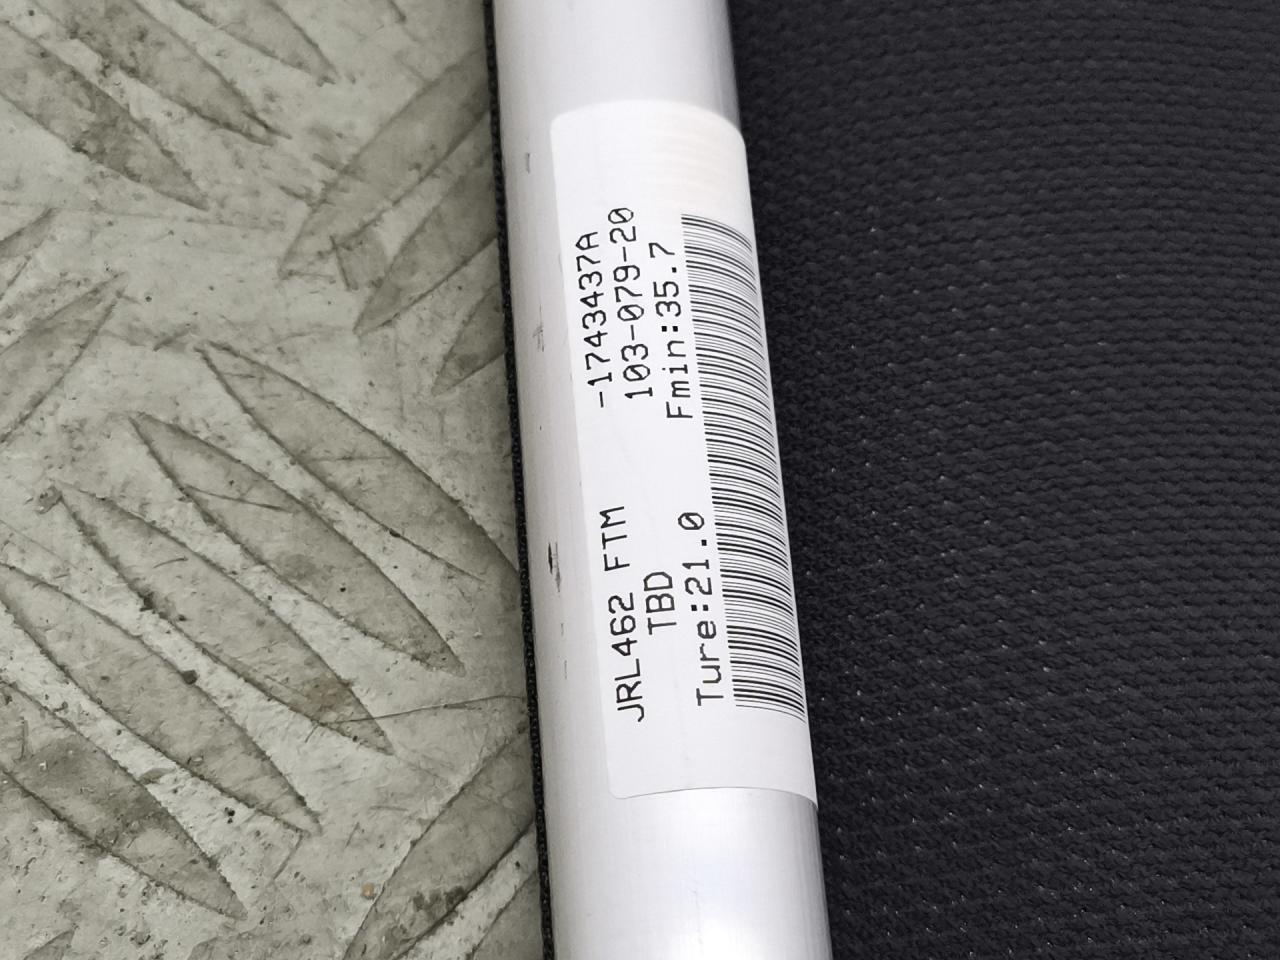 JRL462 FTM -1743437A
TBD 103-079-20
Ture:21.0 Fmin:35.7